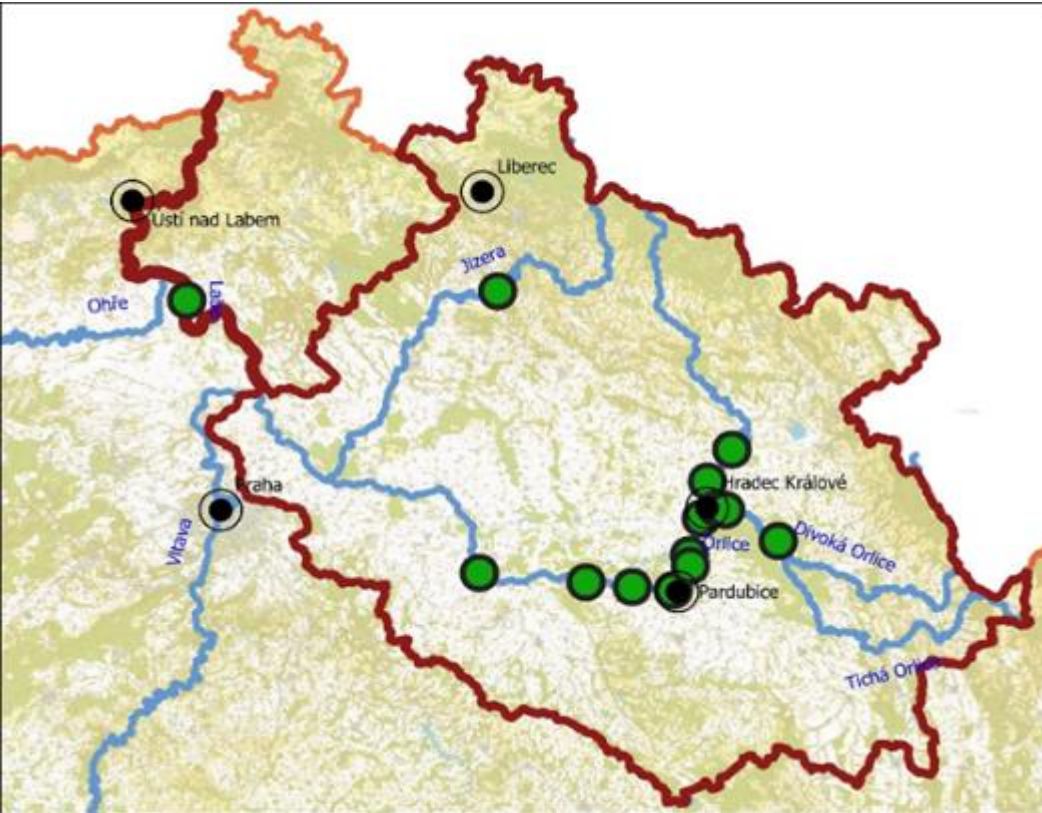 Liberec
Ústí nad Labem
Jizera
Ohře
Labe
Praha
Hradec Králové
Vltava
Orlice
Divoká Orlice
Pardubice
Tichá Orlice